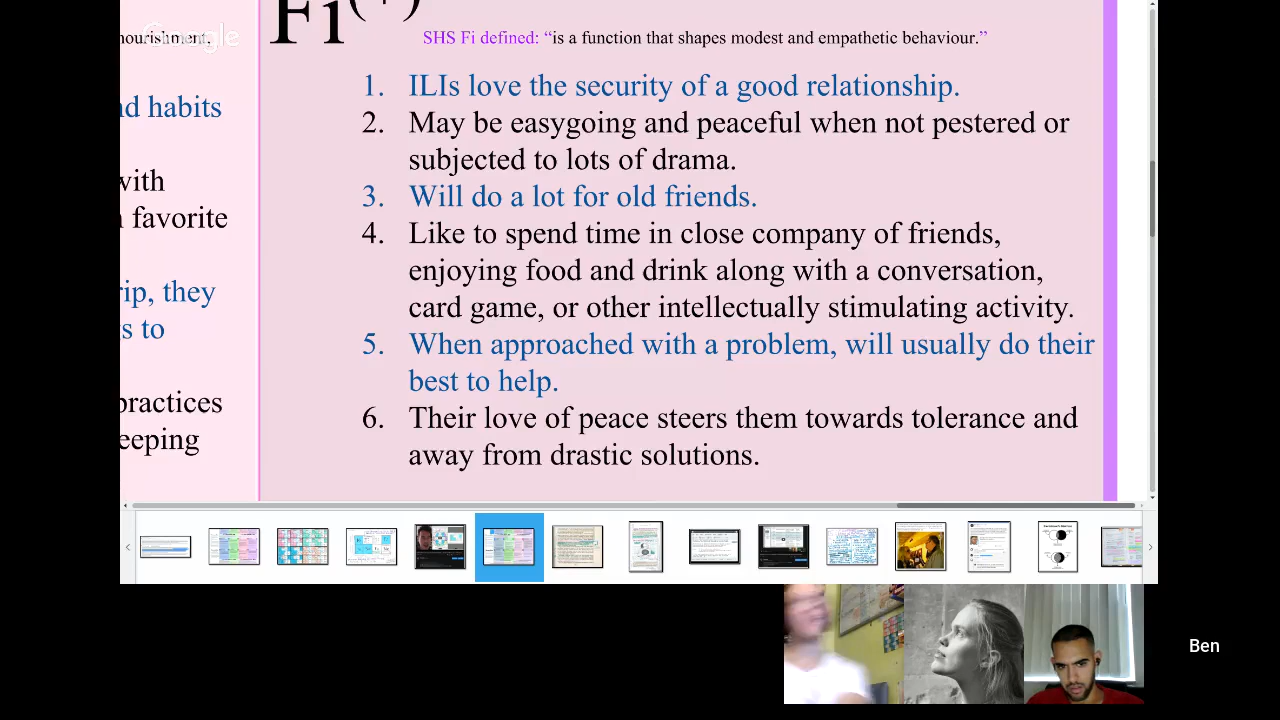 Fi(+)
nourishment.
Google
SHS Fi defined: “is a function that shapes modest and empathetic behaviour.”
1. ILIs love the security of a good relationship.
nd habits
2. May be easygoing and peaceful when not pestered or
subjected to lots of drama.
with
3. Will do a lot for old friends.
favorite
4. Like to spend time in close company of friends,
enjoying food and drink along with a conversation,
rip, they
card game, or other intellectually stimulating activity.
s to
5. When approached with a problem, will usually do their
best to help.
practices
6. Their love of peace steers them towards tolerance and
eeping
away from drastic solutions.
Ben